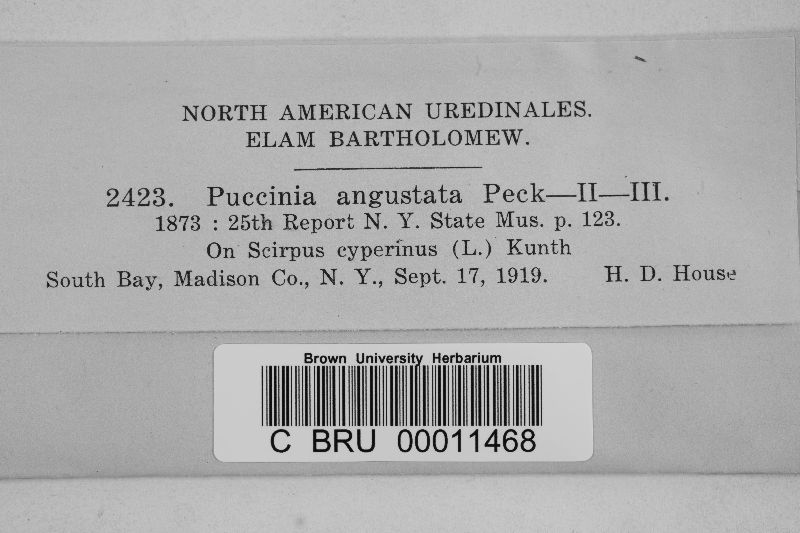 NORTH AMERICAN UREDINALES.
ELAM BARTHOLOMEW.
2423. Puccinia angustata Peck—II—III.
1873 : 25th Report N. Y. State Mus. p. 123.
On Scirpus cyperinus (L.) Kunth
South Bay, Madison Co., N. Y., Sept. 17, 1919. H. D. House
Brown University Herbarium
C BRU 00011468